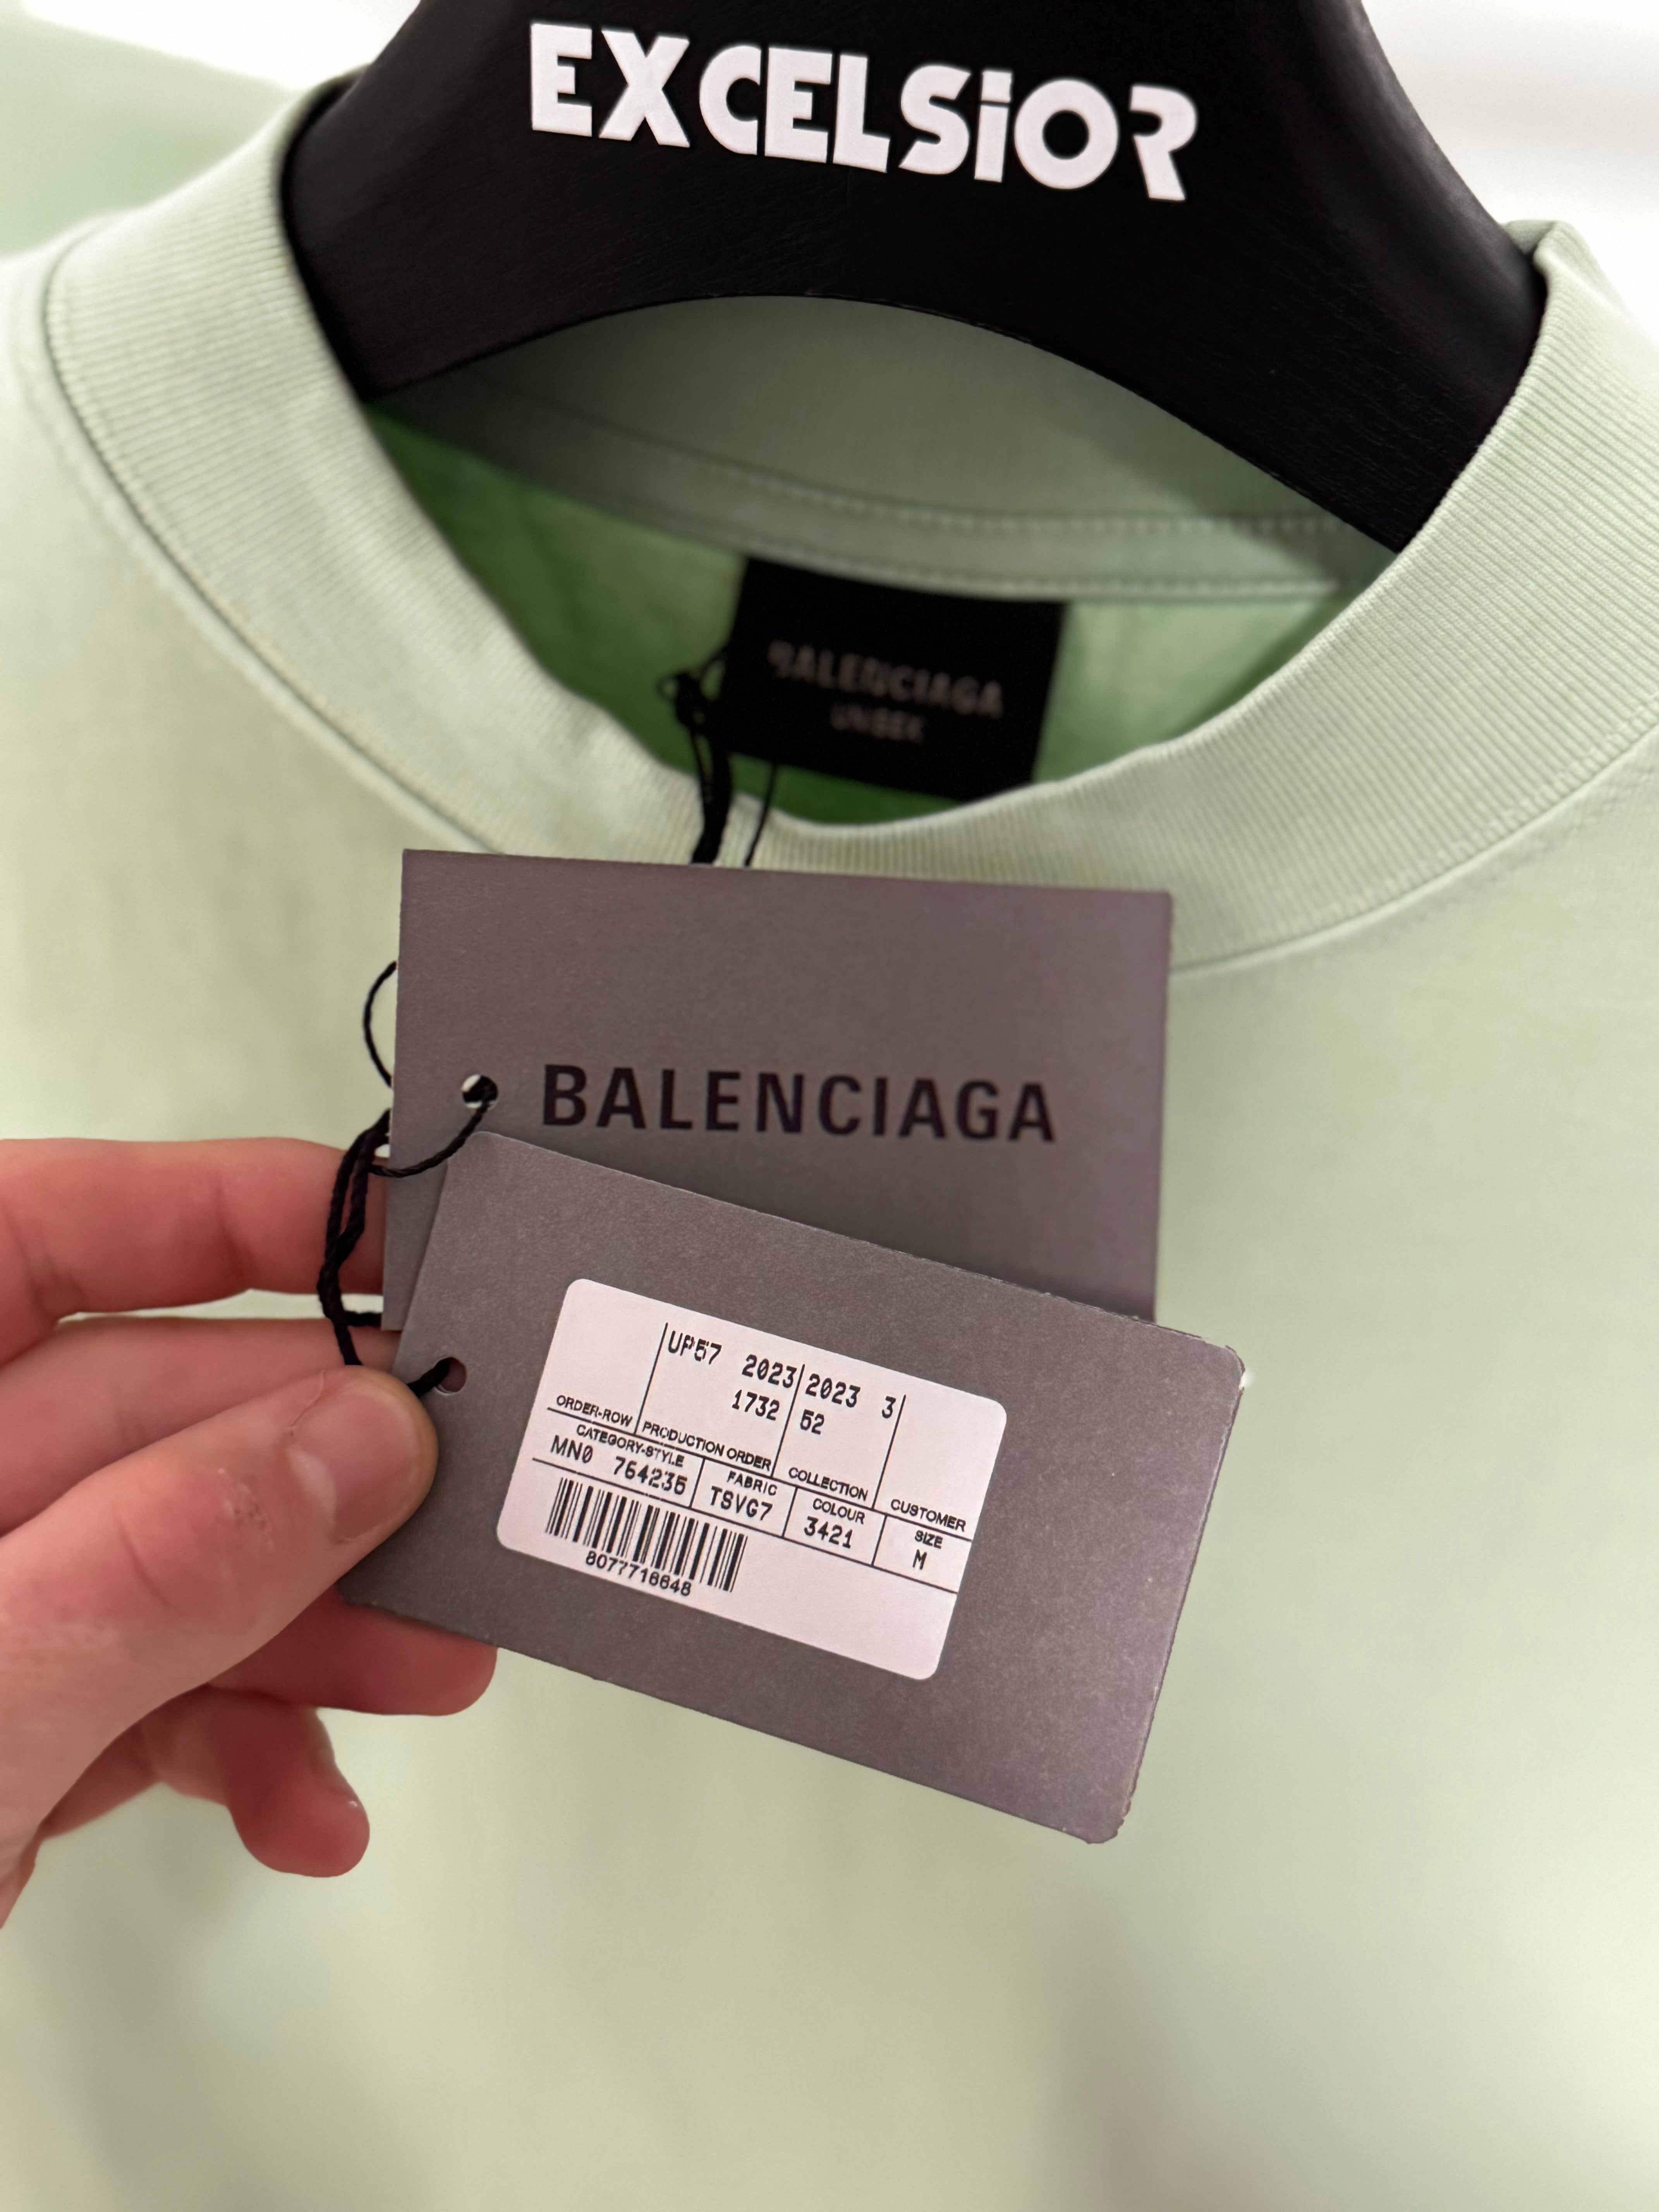 EXCELSiOR
BALENCIAGA
UNISEX
BALENCIAGA
UP57 2023 2023 3
1732 52
ORDER-ROW PRODUCTION ORDER COLLECTION CUSTOMER
CATEGORY-STYLE FABRIC COLOUR SIZE
MN0 764235 TSVG7 3421 M
8077718648